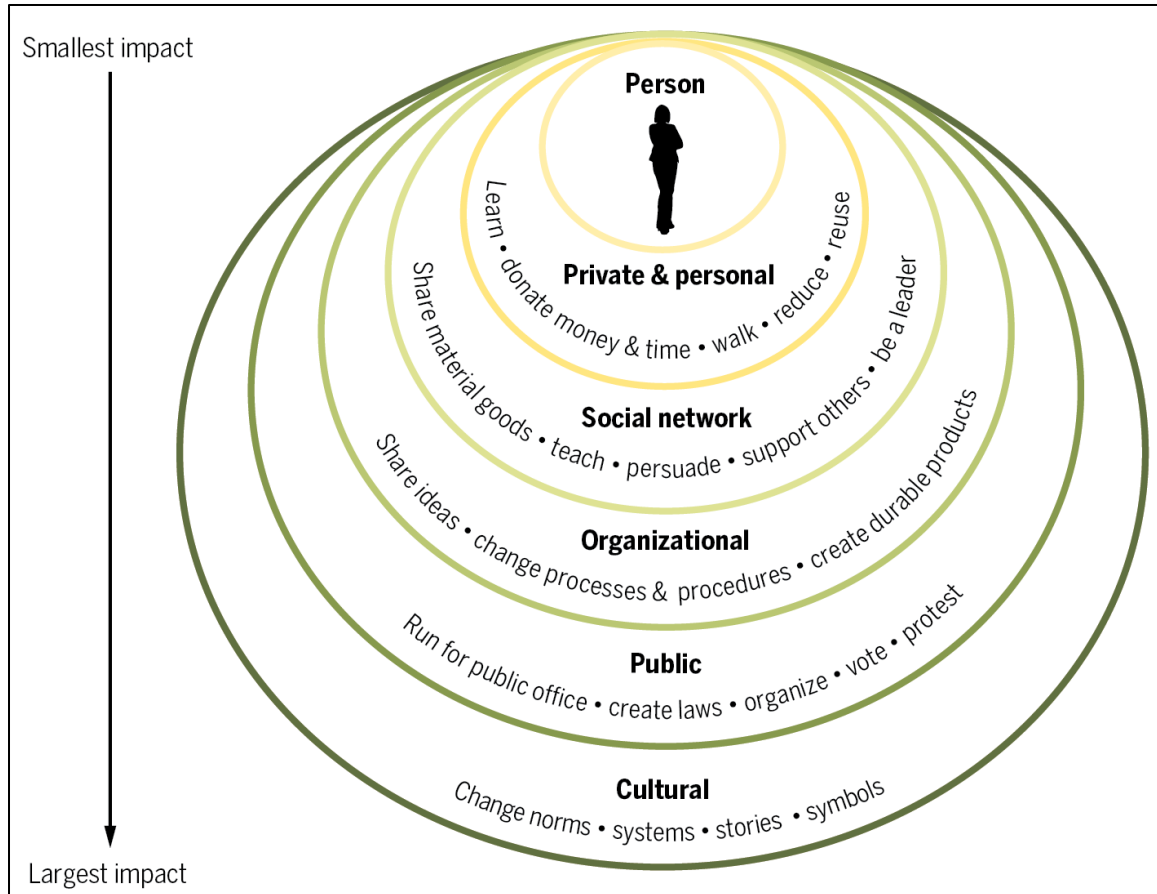 Smallest impact
Person
Learn • donate money & time • walk • reduce • reuse
Private & personal
Share material goods • teach • persuade • support others • be a leader
Social network
Share ideas • change processes & procedures • create durable products
Organizational
Run for public office • create laws • organize • vote • protest
Public
Change norms • systems • stories • symbols
Cultural
Largest impact